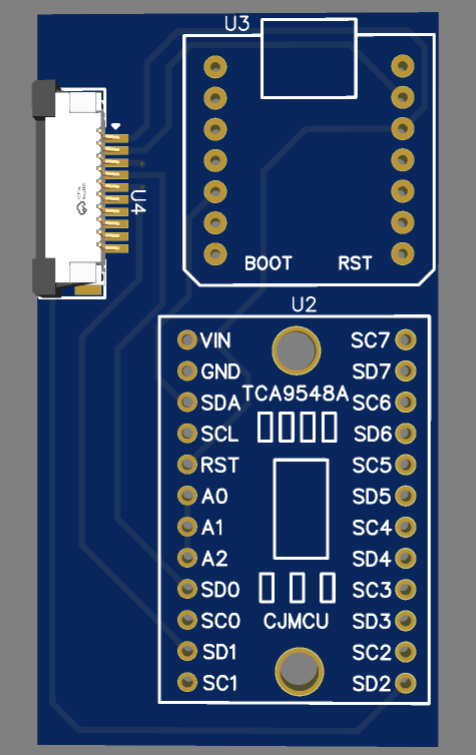 U3
U4
BOOT RST
U2
VIN SC7
GND SD7
TCA9548A
SDA SC6
SCL SD6
RST SC5
A0 SD5
A1 SC4
A2 SD4
SD0 SC3
SC0 CJMCU SD3
SD1 SC2
SC1 SD2